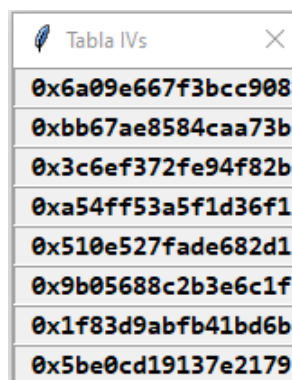 Tabla IVs
0x6a09e667f3bcc908
0xbb67ae8584caa73b
0x3c6ef372fe94f82b
0xa54ff53a5f1d36f1
0x510e527fade682d1
0x9b05688c2b3e6c1f
0x1f83d9abfb41bd6b
0x5be0cd19137e2179